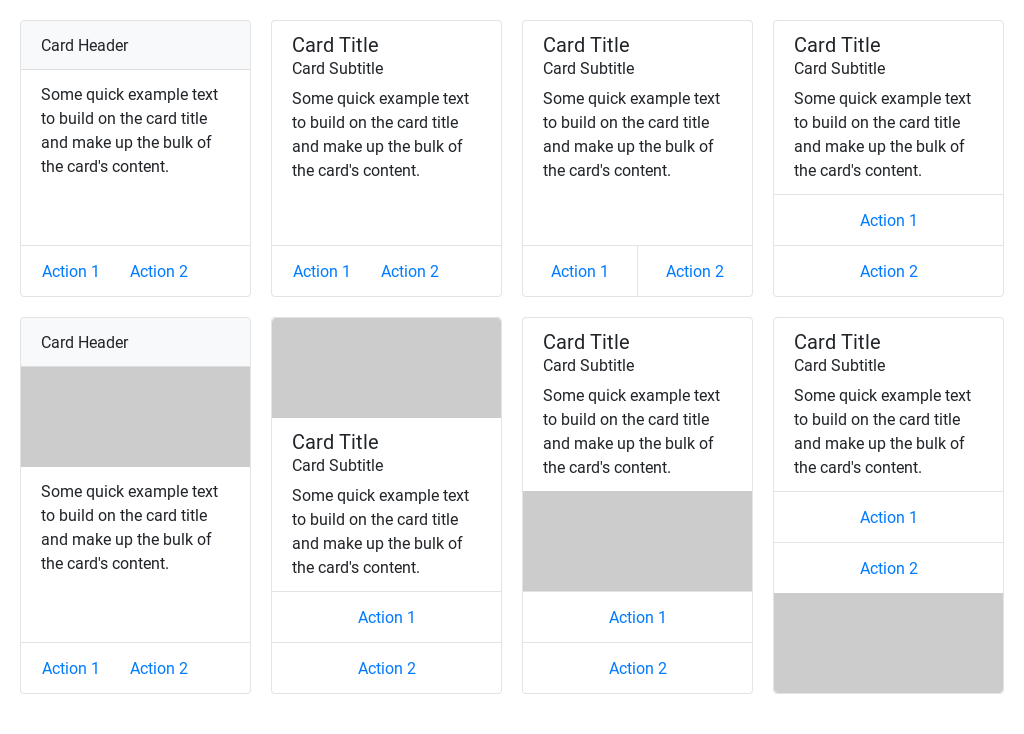 Card Header
Some quick example text
to build on the card title
and make up the bulk of
the card's content.
Action 1 Action 2
Card Title
Card Subtitle
Some quick example text
to build on the card title
and make up the bulk of
the card's content.
Action 1 Action 2
Card Title
Card Subtitle
Some quick example text
to build on the card title
and make up the bulk of
the card's content.
Action 1 Action 2
Card Title
Card Subtitle
Some quick example text
to build on the card title
and make up the bulk of
the card's content.
Action 1
Action 2
Card Header
Some quick example text
to build on the card title
and make up the bulk of
the card's content.
Action 1 Action 2
Card Title
Card Subtitle
Some quick example text
to build on the card title
and make up the bulk of
the card's content.
Action 1
Action 2
Card Title
Card Subtitle
Some quick example text
to build on the card title
and make up the bulk of
the card's content.
Action 1
Action 2
Card Title
Card Subtitle
Some quick example text
to build on the card title
and make up the bulk of
the card's content.
Action 1
Action 2